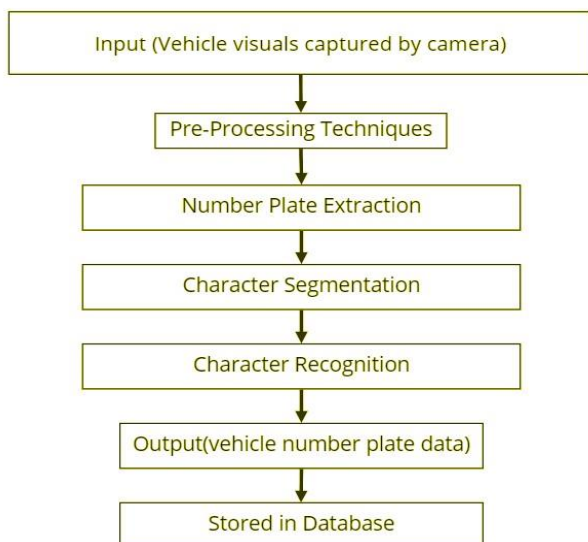 Input (Vehicle visuals captured by camera)
Pre-Processing Techniques
Number Plate Extraction
Character Segmentation
Character Recognition
Output(vehicle number plate data)
Stored in Database